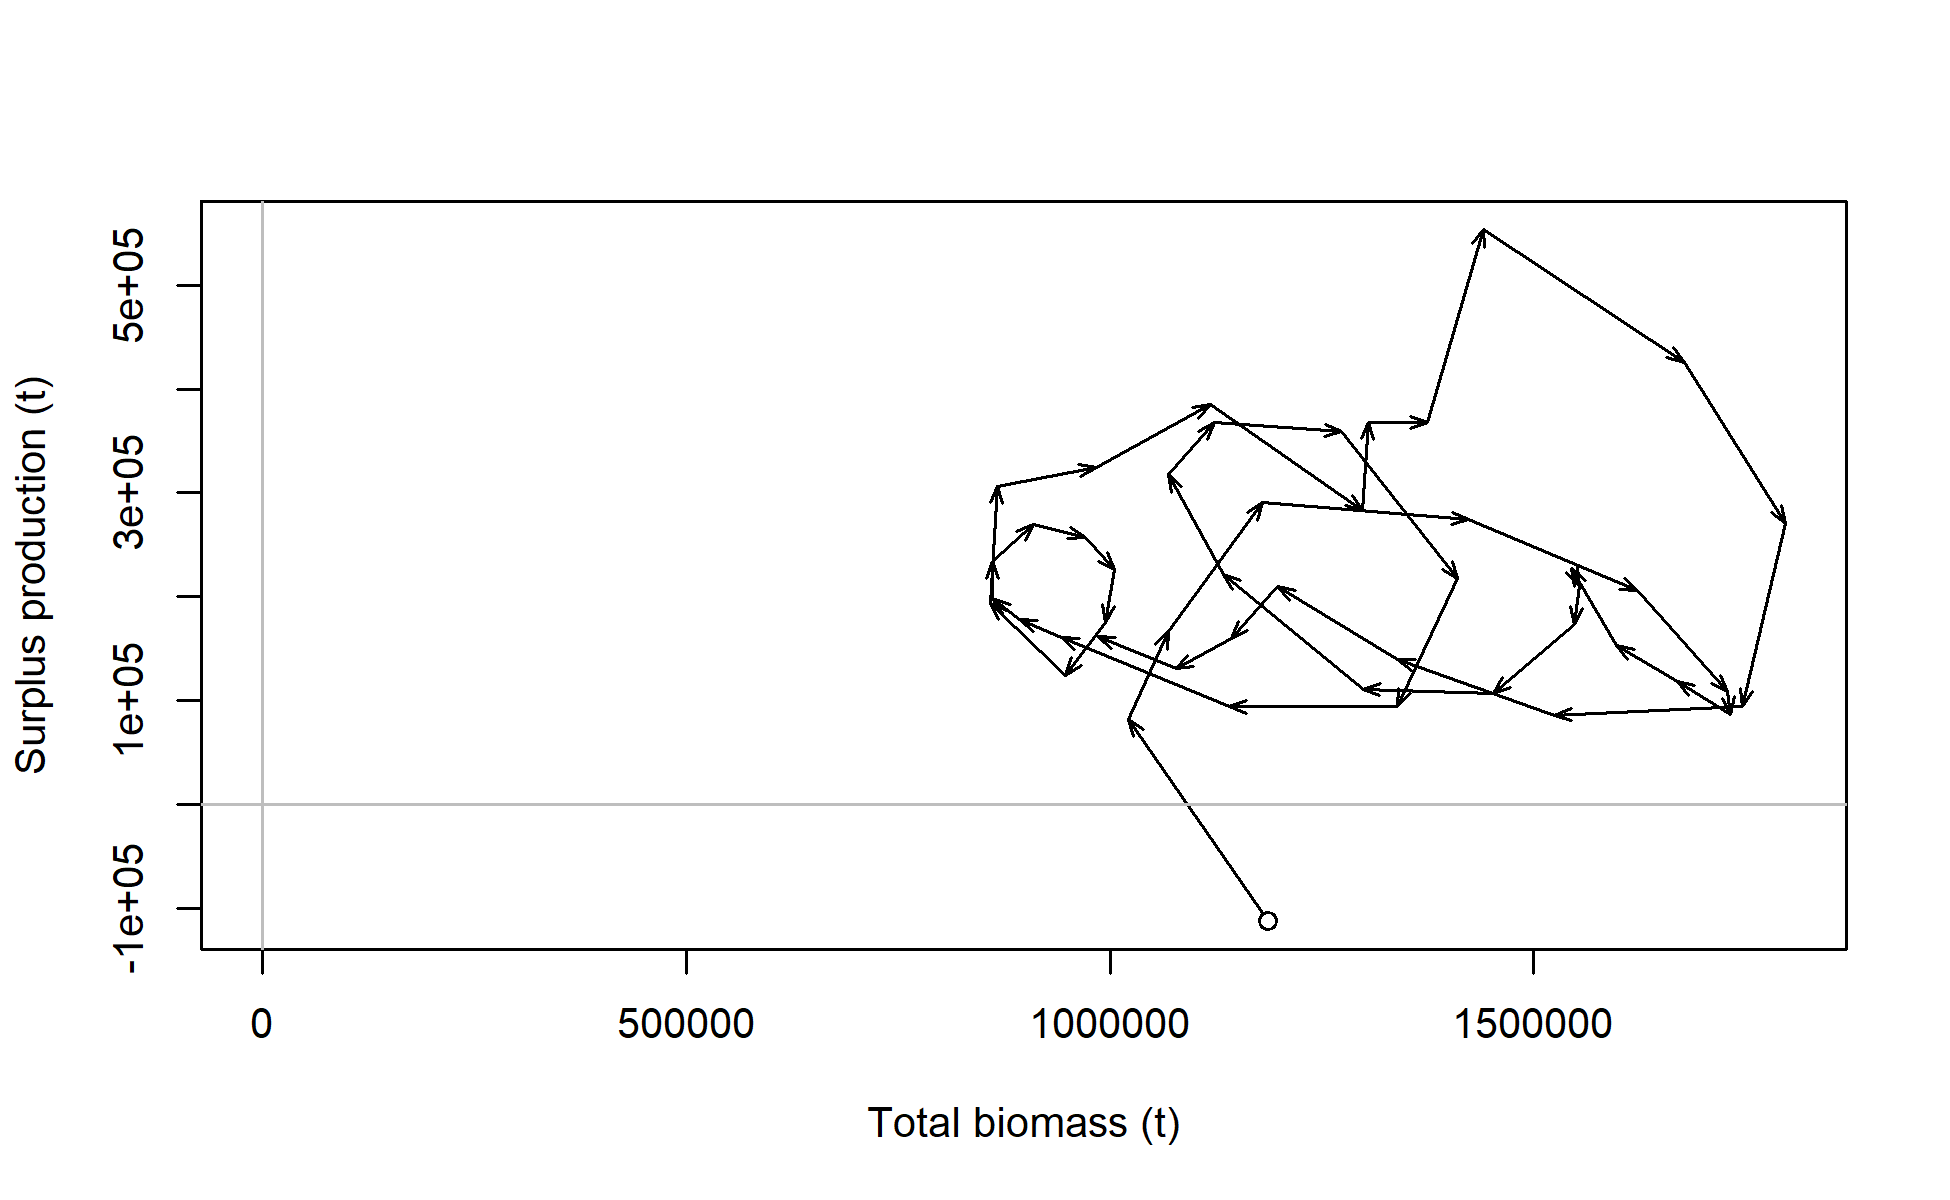 Surplus production (t)
5e+05
3e+05
1e+05
-1e+05
0 500000 1000000 1500000
Total biomass (t)